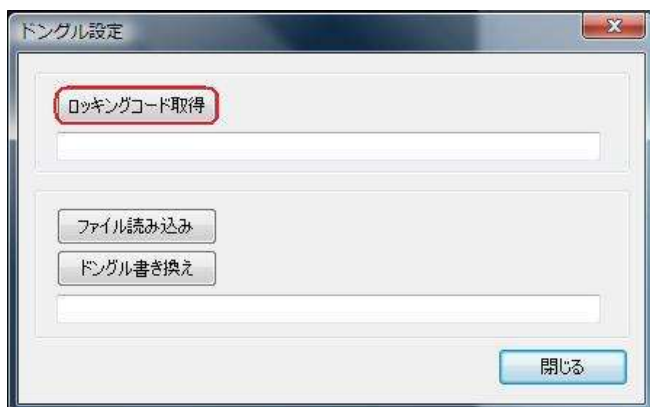 ドングル設定
ロッキングコード取得
ファイル読み込み
ドングル書き換え
閉じる